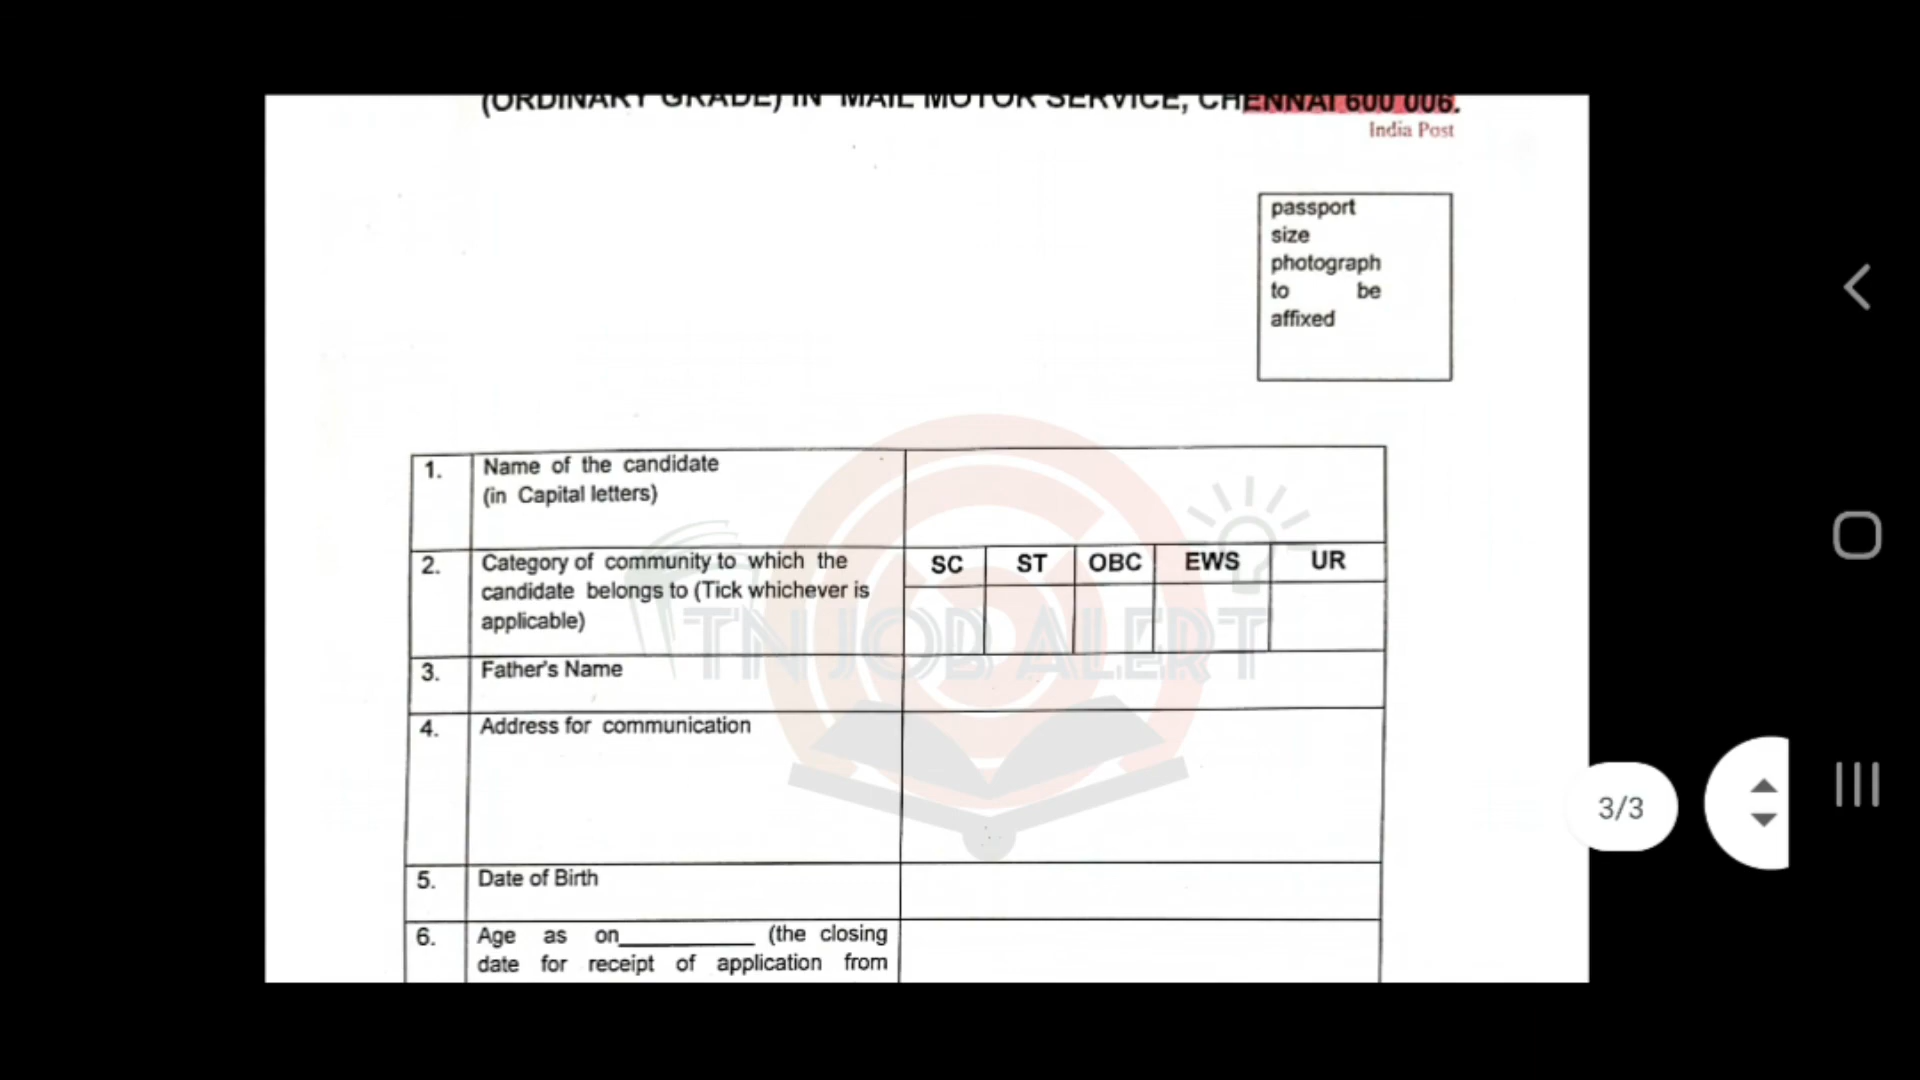 (ORDINARY GRADE) IN MAIL MOTOR SERVICE, CHENNAI 600 006.
India Post
passport
size
photograph
to be
affixed
1. Name of the candidate
(in Capital letters)
2. Category of community to which the
candidate belongs to (Tick whichever is
applicable)
SC ST OBC EWS UR
3. Father's Name
4. Address for communication
5. Date of Birth
6. Age as on____________ (the closing
date for receipt of application from
TN JOB ALERT
3/3